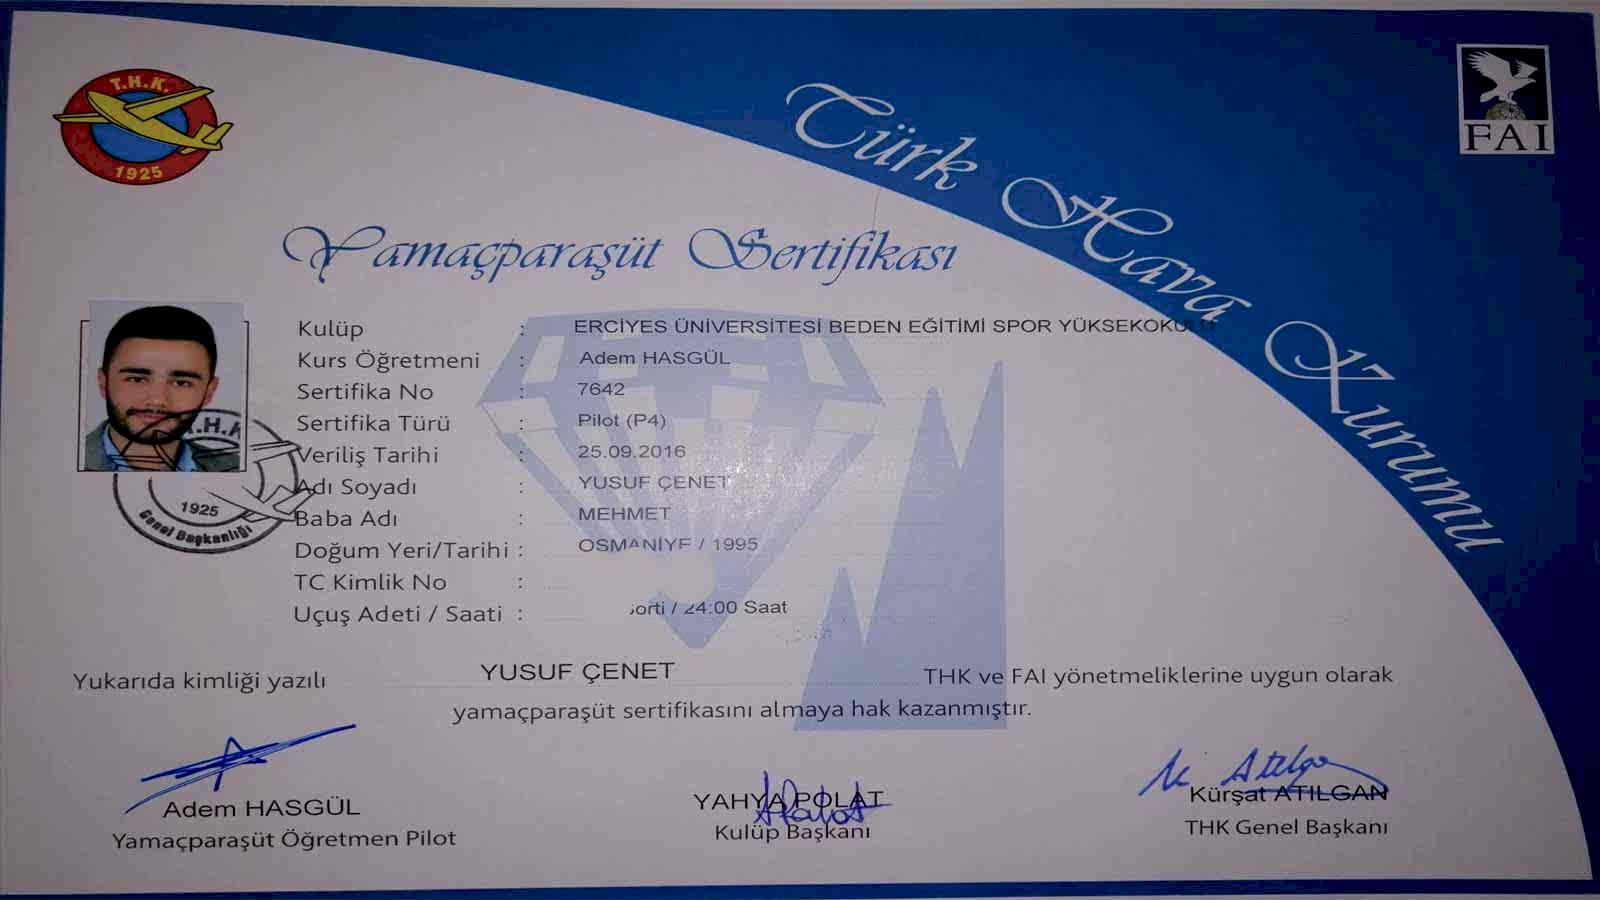 T.H.K.
1925
FAI
Türk Hava Kurumu
Yamaçparaşüt Sertifikası
Kulüp : ERCİYES ÜNİVERSİTESİ BEDEN EĞİTİMİ SPOR YÜKSEKOKULU
Kurs Öğretmeni : Adem HASGÜL
Sertifika No : 7642
Sertifika Türü : Pilot (P4)
Veriliş Tarihi : 25.09.2016
Adı Soyadı : YUSUF ÇENET
Baba Adı : MEHMET
Doğum Yeri/Tarihi : OSMANİYE / 1995
TC Kimlik No :
Uçuş Adeti / Saati : / 24:00 Saat
T.H.K
1925
Genel Başkanlığı
Yukarıda kimliği yazılı YUSUF ÇENET THK ve FAI yönetmeliklerine uygun olarak
yamaçparaşüt sertifikasını almaya hak kazanmıştır.
Adem HASGÜL
Yamaçparaşüt Öğretmen Pilot
YAHYA POLAT
Kulüp Başkanı
Kürşat ATILGAN
THK Genel Başkanı